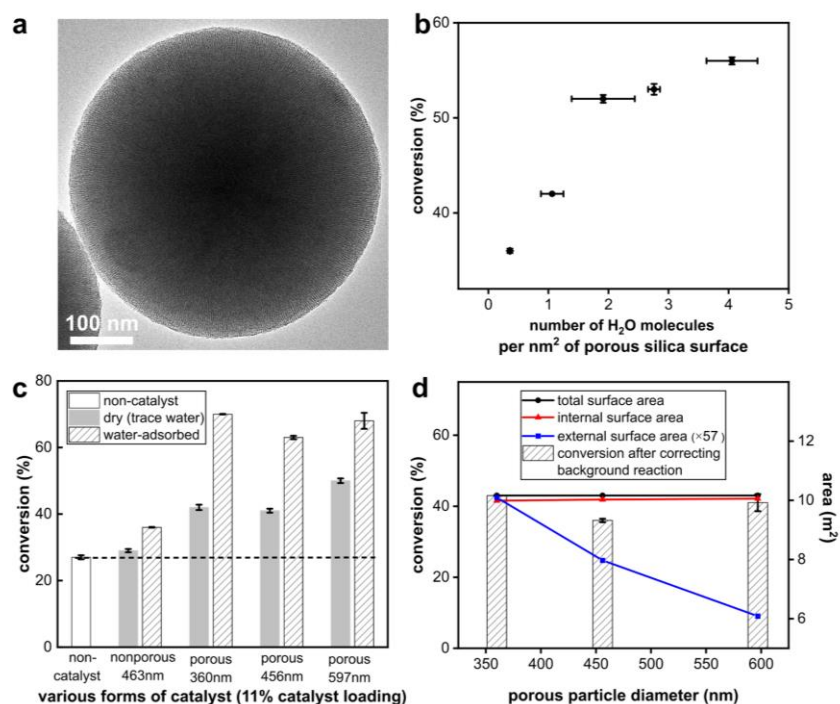 a
100 nm
b
60
50
40
conversion (%)
0 1 2 3 4 5
number of H₂O molecules
per nm² of porous silica surface
c
80
60
40
20
0
conversion (%)
non-catalyst
dry (trace water)
water-adsorbed
non-
catalyst
nonporous
463nm
porous
360nm
porous
456nm
porous
597nm
various forms of catalyst (11% catalyst loading)
d
total surface area
internal surface area
external surface area (×57)
conversion after correcting
background reaction
60
40
20
0
conversion (%)
12
10
8
6
area (m²)
350 400 450 500 550 600
porous particle diameter (nm)